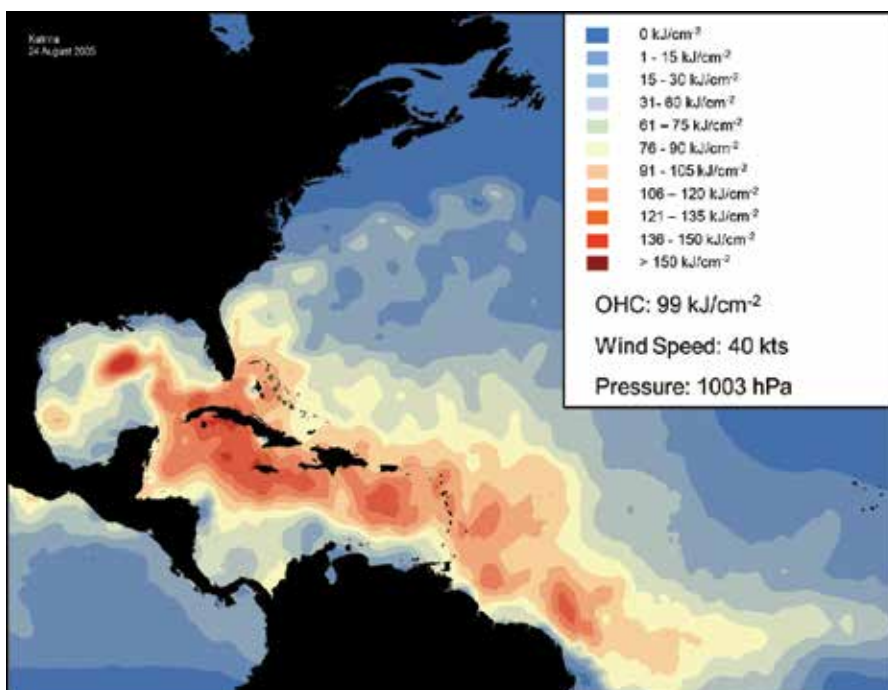 Katrina
24 August 2005
0 kJ/cm⁻²
1 - 15 kJ/cm⁻²
15 - 30 kJ/cm⁻²
31- 60 kJ/cm⁻²
61 – 75 kJ/cm⁻²
76 - 90 kJ/cm⁻²
91 - 105 kJ/cm⁻²
106 – 120 kJ/cm⁻²
121 – 135 kJ/cm⁻²
136 - 150 kJ/cm⁻²
> 150 kJ/cm⁻²
OHC: 99 kJ/cm⁻²
Wind Speed: 40 kts
Pressure: 1003 hPa